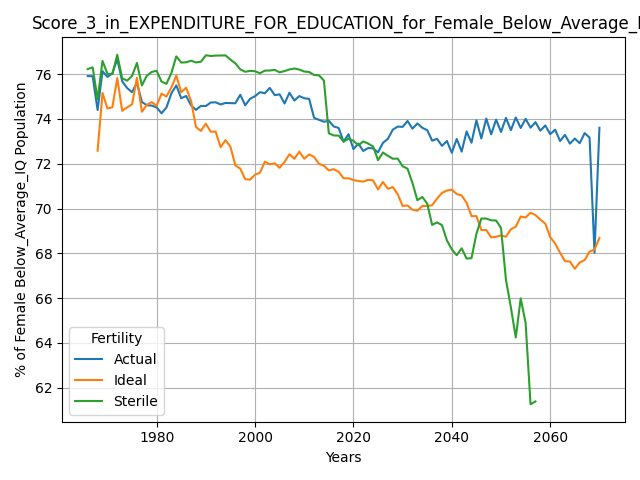 Score_3_in_EXPENDITURE_FOR_EDUCATION_for_Female_Below_Average_I
% of Female Below_Average_IQ Population
76
74
72
70
68
66
64
62
Fertility
Actual
Ideal
Sterile
1980
2000
2020
2040
2060
Years